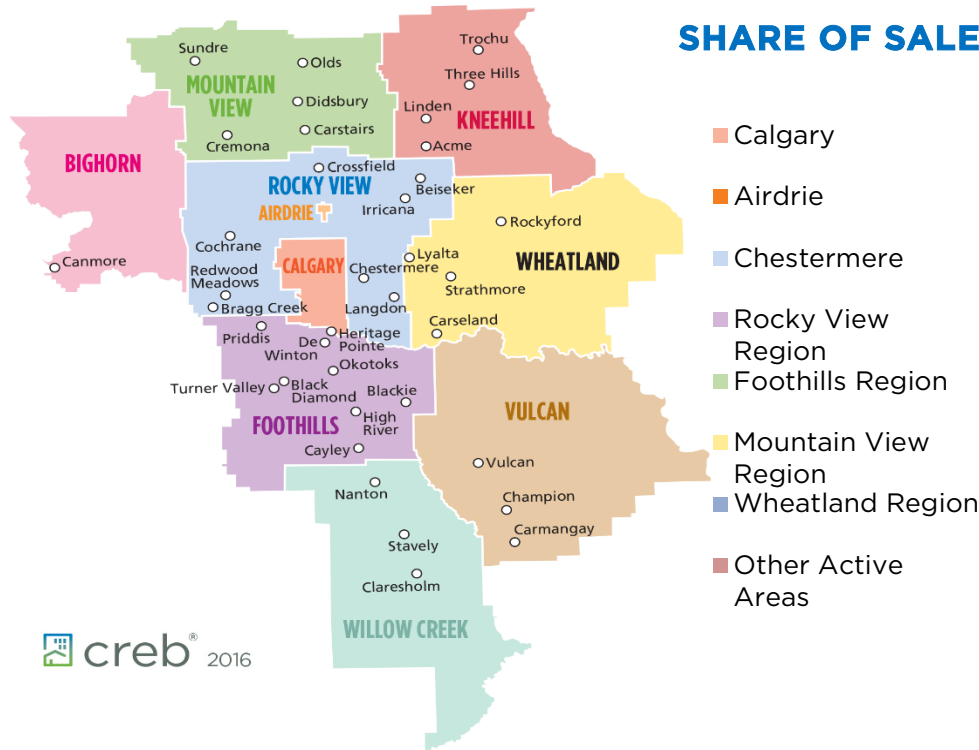 SHARE OF SALE
Trochu
Sundre
Olds
Three Hills
MOUNTAIN
VIEW
Didsbury
Linden
KNEEHILL
Carstairs
Cremona
Acme
BIGHORN
Crossfield
ROCKY VIEW
Beiseker
Irricana
AIRDRIE
Rockyford
Cochrane
Lyalta
CALGARY
Chestermere
WHEATLAND
Canmore
Redwood
Meadows
Strathmore
Bragg Creek
Langdon
Priddis
Heritage
Pointe
Carseland
De
Winton
Okotoks
Turner Valley
Black
Diamond
Blackie
FOOTHILLS
High
River
VULCAN
Cayley
Vulcan
Nanton
Champion
Stavely
Carmangay
Claresholm
WILLOW CREEK
creb® 2016
Calgary
Airdrie
Chestermere
Rocky View
Region
Foothills Region
Mountain View
Region
Wheatland Region
Other Active
Areas